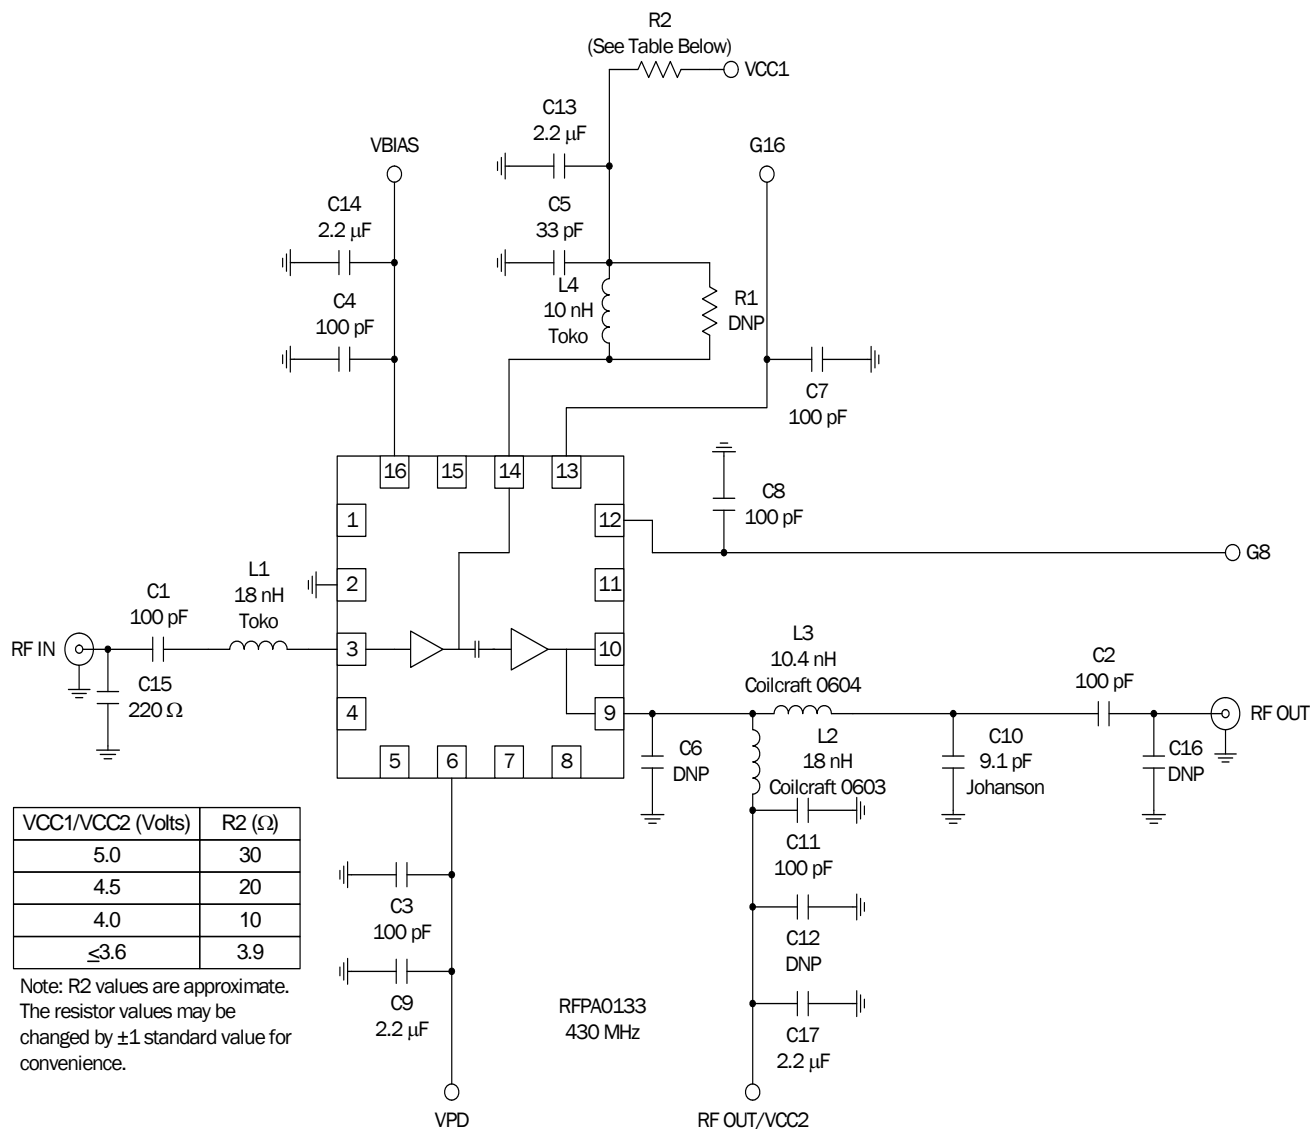 R2
(See Table Below)
VCC1
C13
2.2 µF
VBIAS
G16
C14
2.2 µF
C5
33 pF
L4
10 nH
Toko
R1
DNP
C4
100 pF
C7
100 pF
16
15
14
13
C8
100 pF
1
12
G8
2
11
L1
18 nH
Toko
C1
100 pF
RF IN
3
10
L3
10.4 nH
Coilcraft 0604
C2
100 pF
C15
220 Ω
4
9
RF OUT
C6
DNP
L2
18 nH
Coilcraft 0603
C10
9.1 pF
Johanson
C16
DNP
5
6
7
8
C11
100 pF
VCC1/VCC2 (Volts) R2 (Ω)
5.0 30
4.5 20
4.0 10
≤3.6 3.9
C3
100 pF
C12
DNP
Note: R2 values are approximate.
The resistor values may be
changed by ±1 standard value for
convenience.
C9
2.2 µF
RFPA0133
430 MHz
C17
2.2 µF
VPD
RF OUT/VCC2